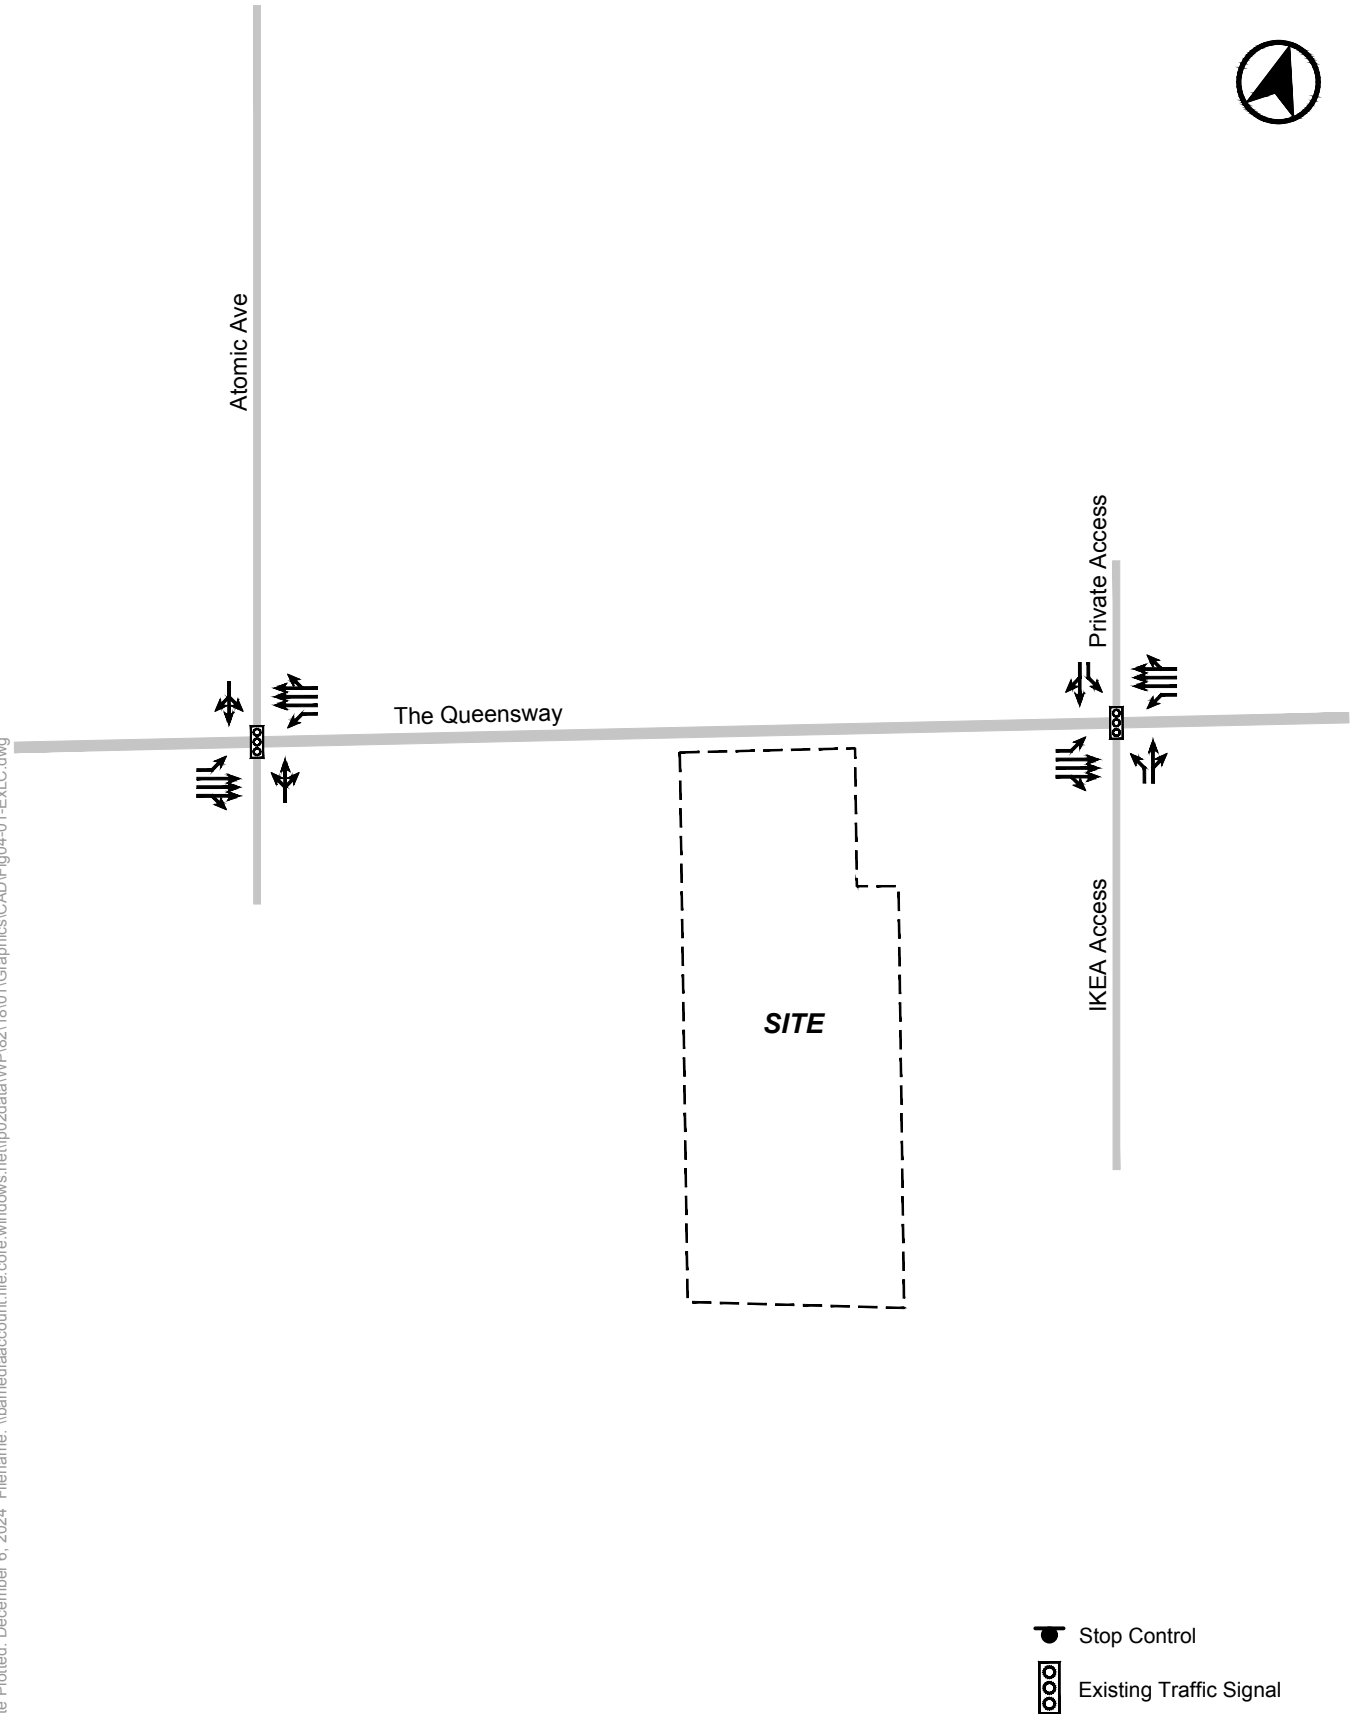 Atomic Ave
Private Access
The Queensway
IKEA Access
SITE
Stop Control
Existing Traffic Signal